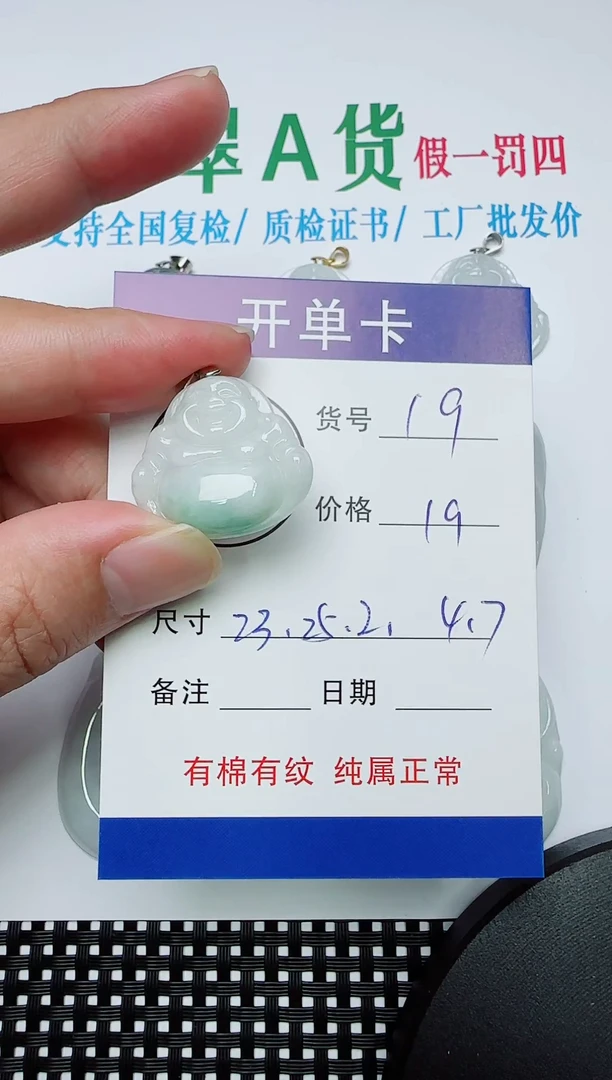 翠A货 假一罚四
支持全国复检/ 质检证书/ 工厂批发价
开单卡
货号 19
价格 19
尺寸 23.25.2. 4.7
备注 日期
有棉有纹 纯属正常